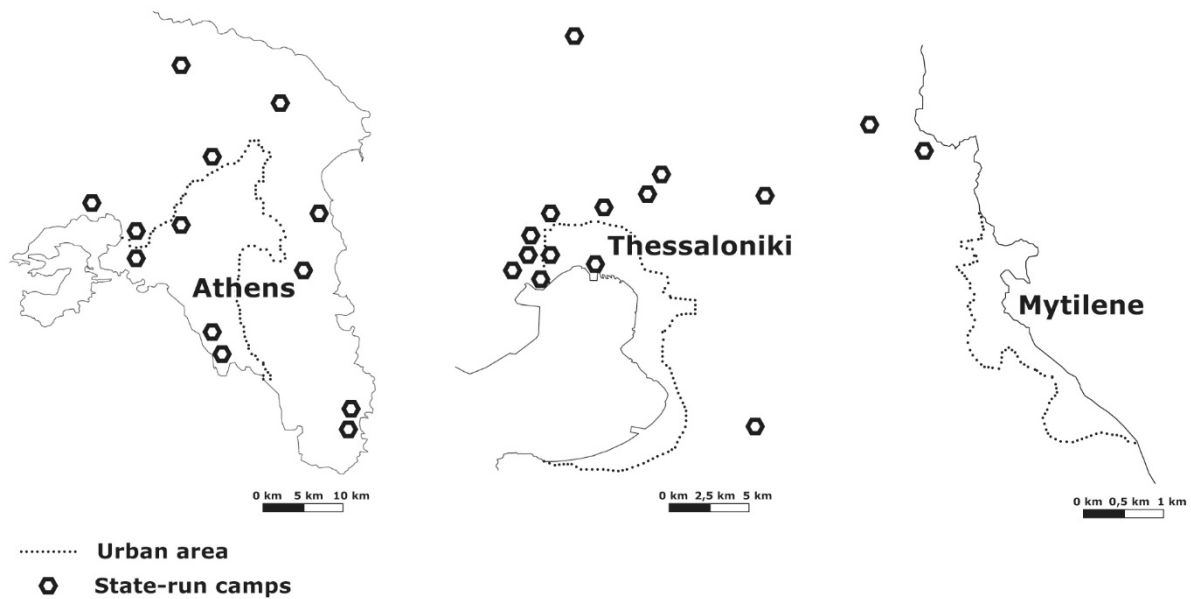 Athens
Thessaloniki
Mytilene
0 km 5 km 10 km
0 km 2,5 km 5 km
0 km 0,5 km 1 km
Urban area
State-run camps